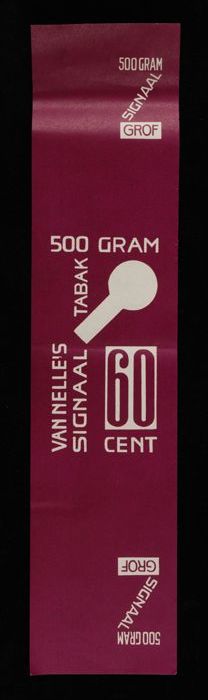 500 GRAM
SIGNAAL
GROF
500 GRAM
VAN NELLE'S
SIGNAAL TABAK
60
CENT
GROF
SIGNAAL
500 GRAM